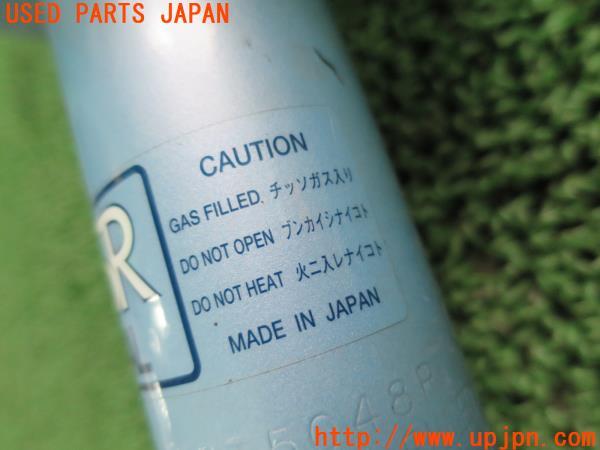 USED PARTS JAPAN
CAUTION
GAS FILLED. チッソガス入り
DO NOT OPEN ブンカイシナイコト
DO NOT HEAT 火ニ入レナイコト
MADE IN JAPAN
R
5648P
http://www.upjpn.com/